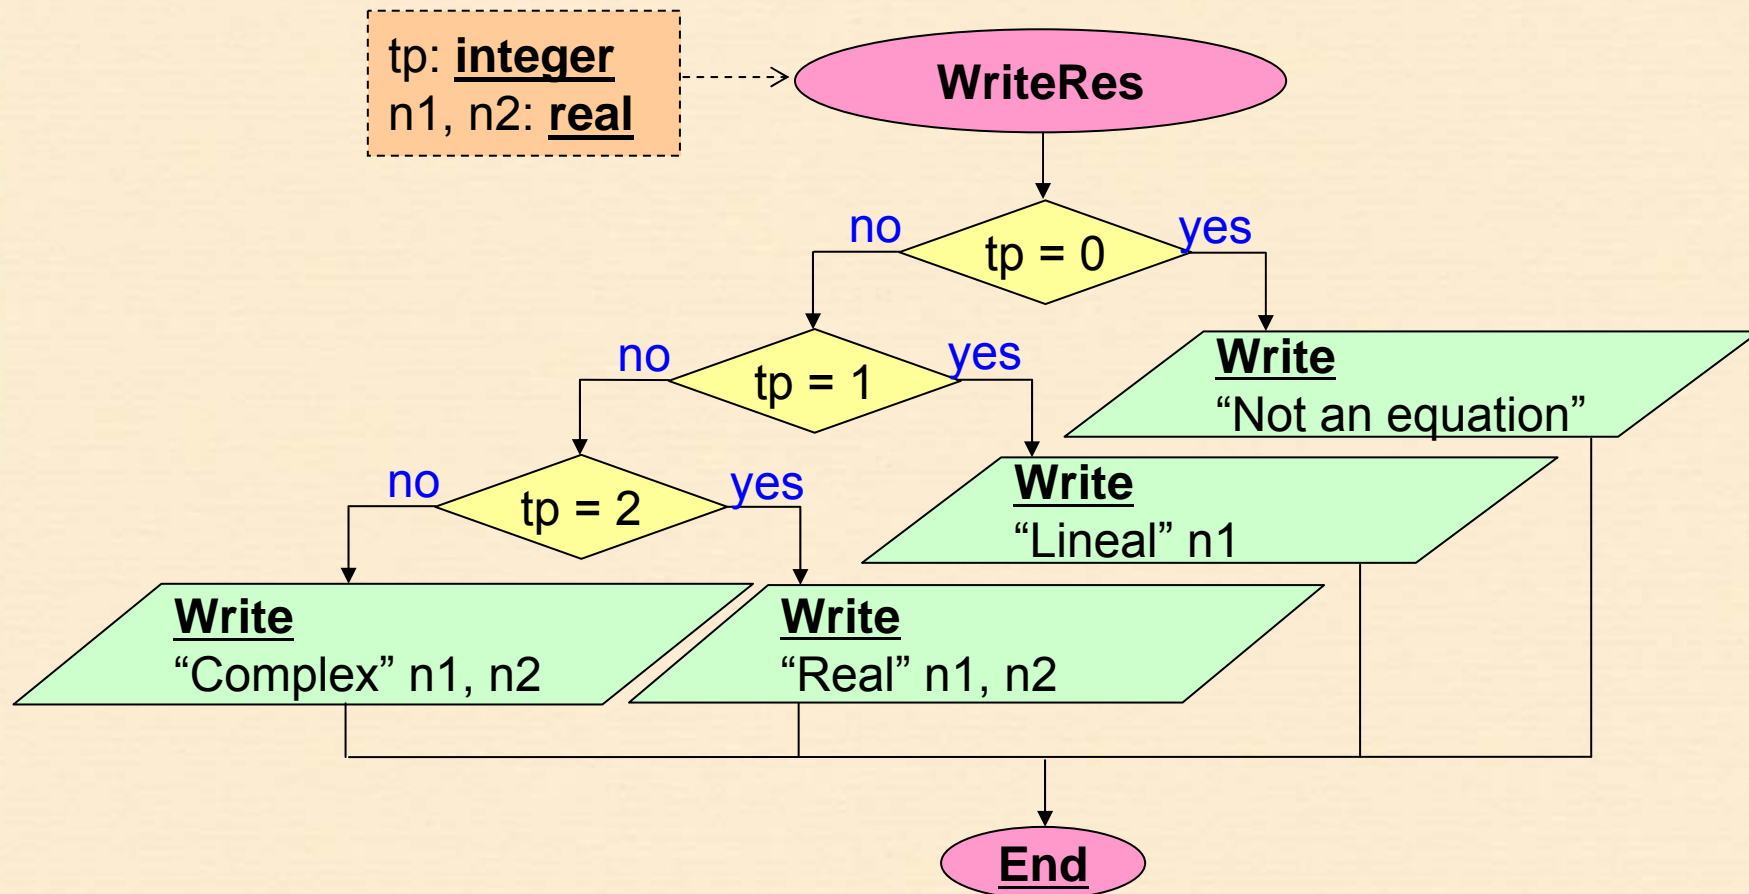 tp: integer
n1, n2: real
WriteRes
no
tp = 0
yes
no
tp = 1
yes
Write
“Not an equation”
no
tp = 2
yes
Write
“Lineal” n1
Write
“Complex” n1, n2
Write
“Real” n1, n2
End